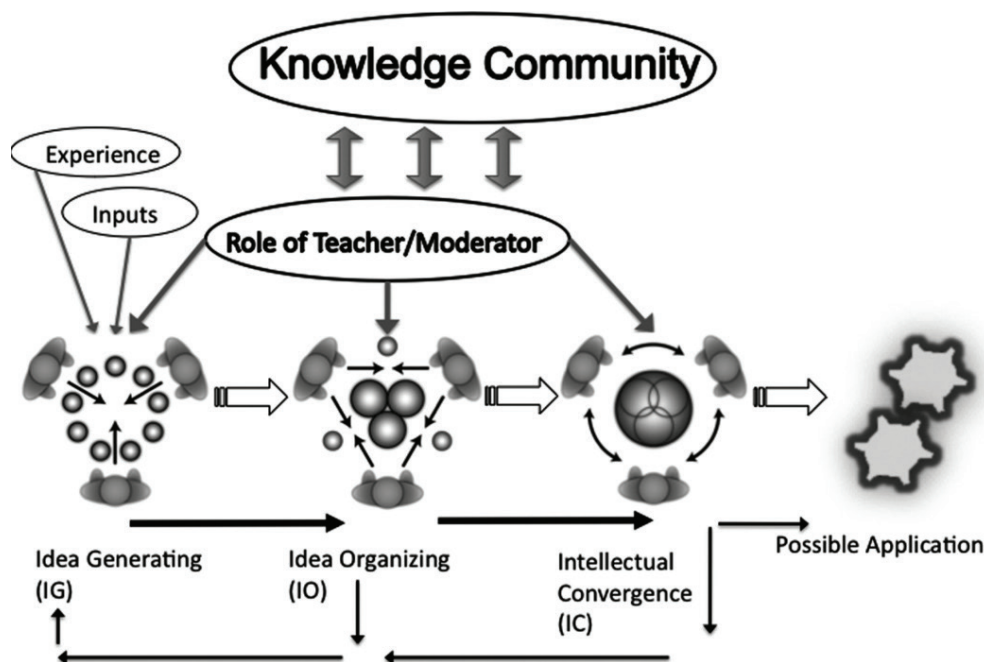 Knowledge Community
Experience
Inputs
Role of Teacher/Moderator
Idea Generating
(IG)
Idea Organizing
(IO)
Intellectual
Convergence
(IC)
Possible Application